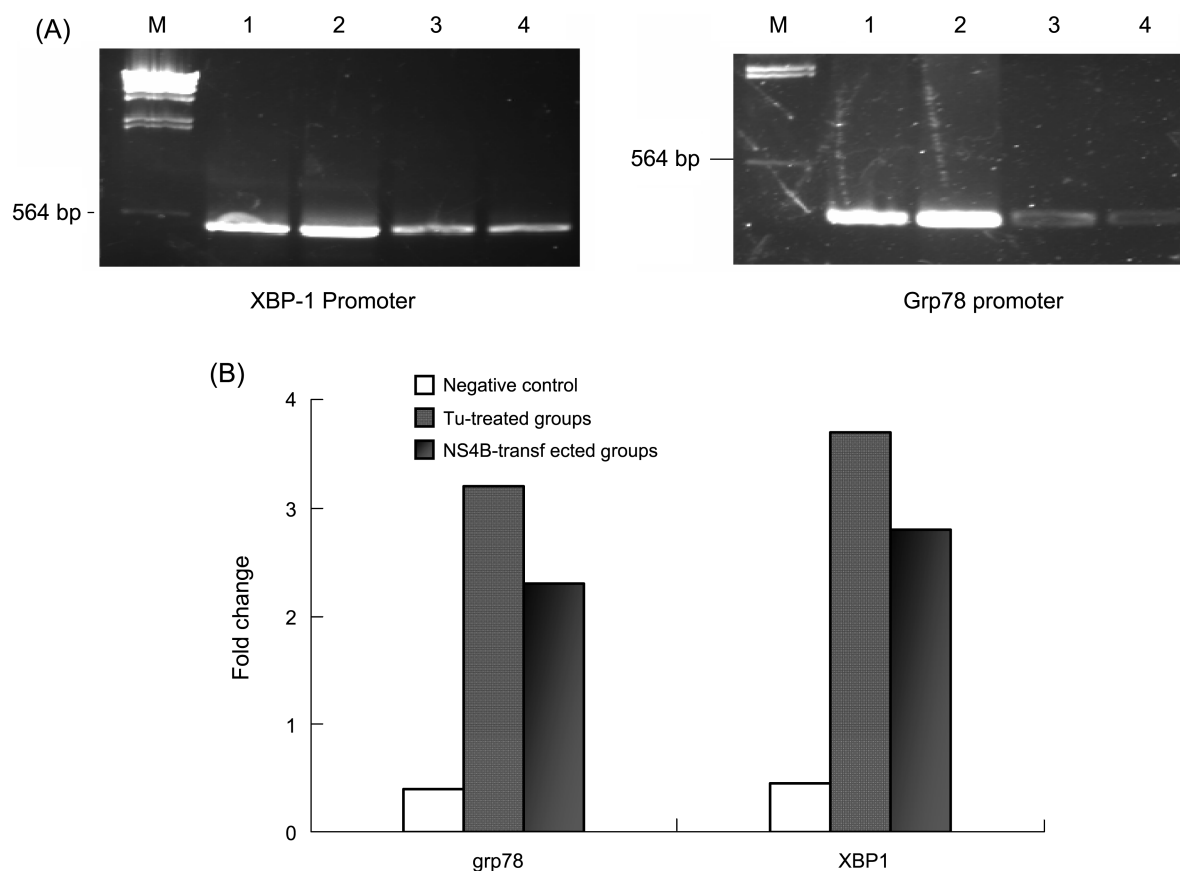 (A)
M 1 2 3 4
564 bp
XBP-1 Promoter
M 1 2 3 4
564 bp
Grp78 promoter
(B)
Negative control
Tu-treated groups
NS4B-transf ected groups
Fold change
4
3
2
1
0
grp78
XBP1